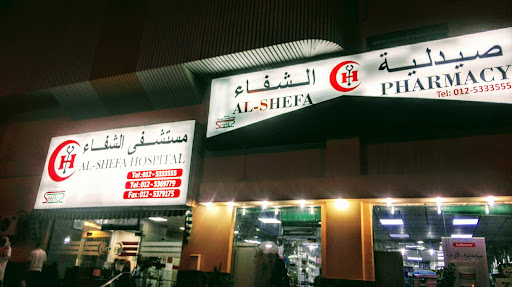 مستشفى الشفاء
AL-SHEFA HOSPITAL
Tel:012 - 5333555
Tel:012 - 5369779
Fax:012 - 5379175
الشفاء
AL-SHEFA
صيدلية
PHARMACY
Tel: 012-5333555